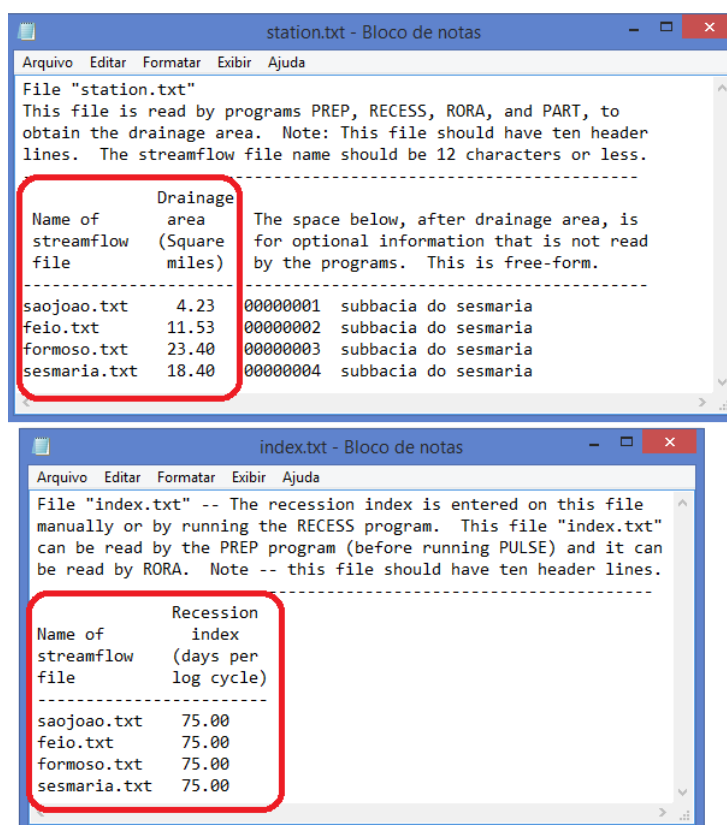 station.txt - Bloco de notas
Arquivo Editar Formatar Exibir Ajuda
File "station.txt"
This file is read by programs PREP, RECESS, RORA, and PART, to
obtain the drainage area.  Note: This file should have ten header
lines.  The streamflow file name should be 12 characters or less.
-----------------------------------------------------------------
Drainage
Name of area The space below, after drainage area, is
streamflow (Square for optional information that is not read
file miles) by the programs.  This is free-form.
-----------------------------------------------------------------
saojoao.txt 4.23 00000001 subbacia do sesmaria
feio.txt 11.53 00000002 subbacia do sesmaria
formoso.txt 23.40 00000003 subbacia do sesmaria
sesmaria.txt 18.40 00000004 subbacia do sesmaria
index.txt - Bloco de notas
Arquivo Editar Formatar Exibir Ajuda
File "index.txt" -- The recession index is entered on this file
manually or by running the RECESS program.  This file "index.txt"
can be read by the PREP program (before running PULSE) and it can
be read by RORA.  Note -- this file should have ten header lines.
-----------------------------------------------------------------
Recession
Name of index
streamflow (days per
file log cycle)
------------------------
saojoao.txt 75.00
feio.txt 75.00
formoso.txt 75.00
sesmaria.txt 75.00